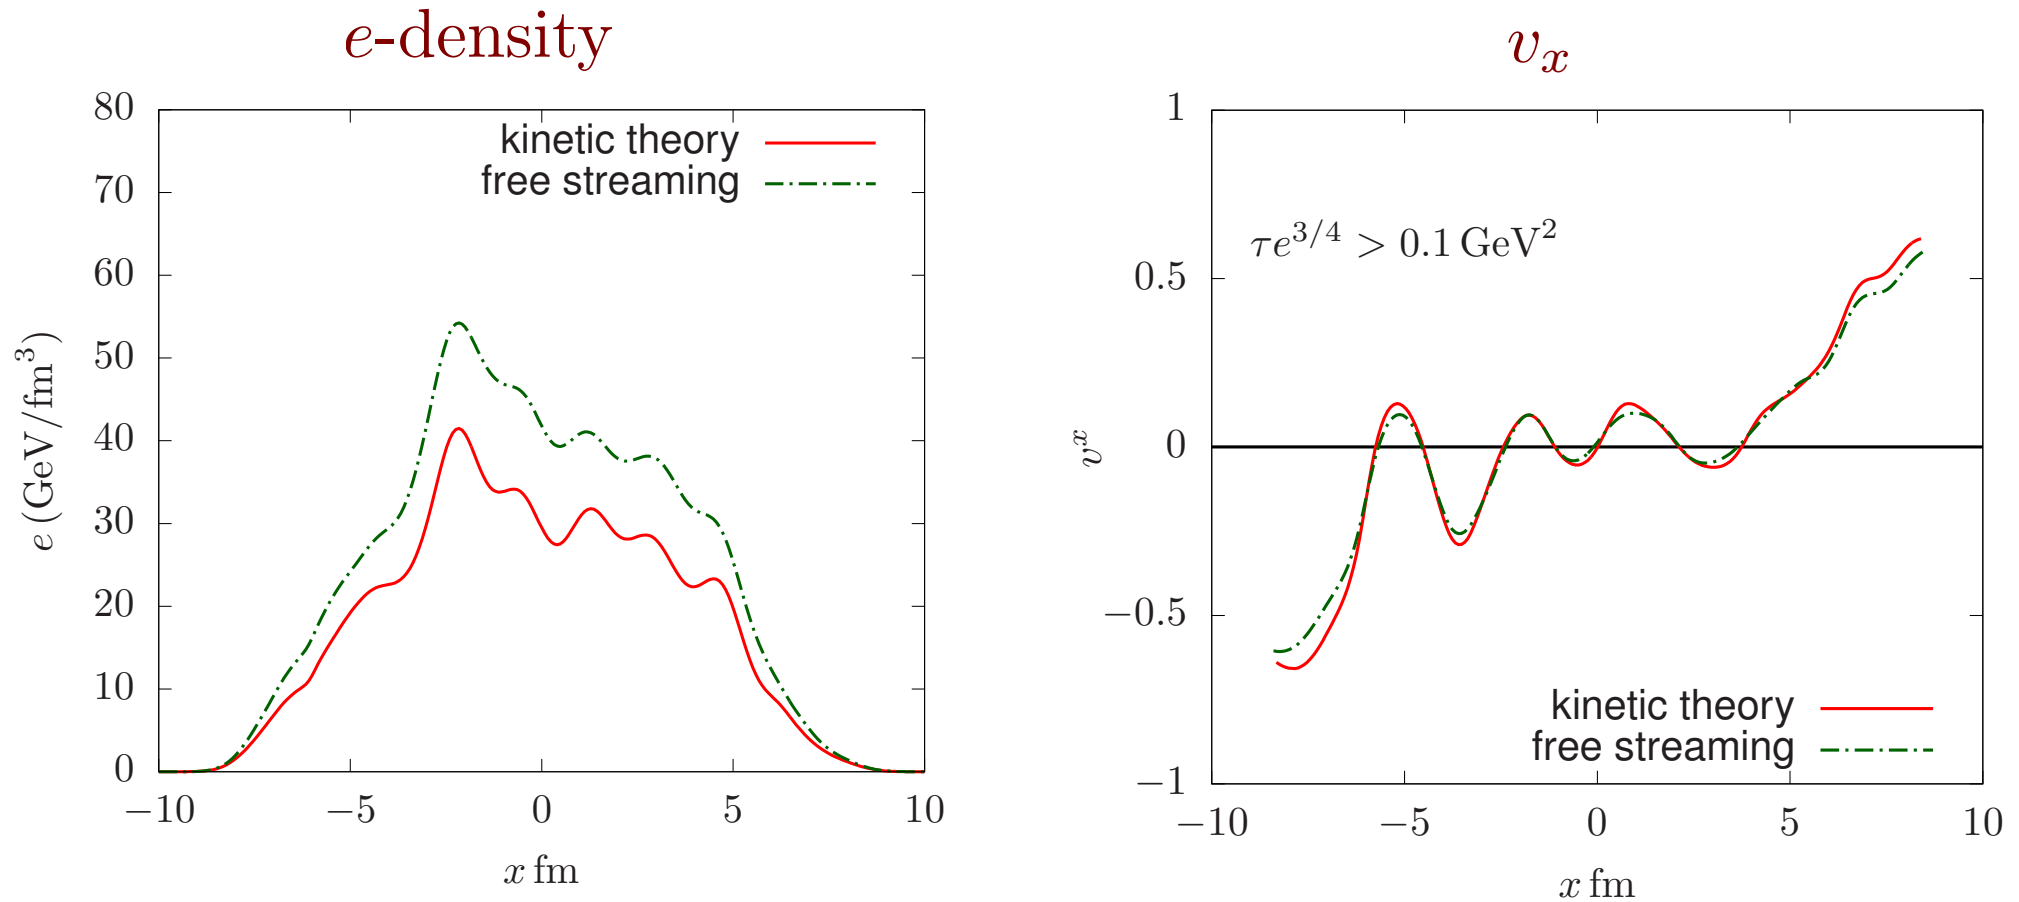 e-density
80
70
60
50
40
30
20
10
0
e (GeV/fm³)
kinetic theory
free streaming
−10 −5 0 5 10
x fm
vₓ
1
0.5
0
−0.5
−1
vˣ
τe^{3/4} > 0.1 GeV²
kinetic theory
free streaming
−10 −5 0 5 10
x fm